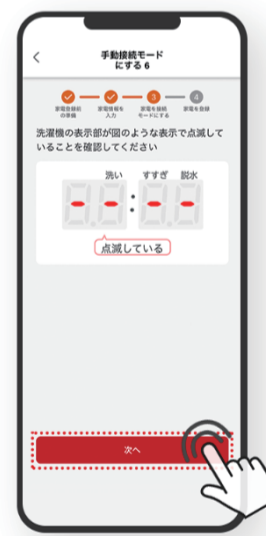 手動接続モード
にする 6
3
4
家電登録前
の準備
家電情報を
入力
家電を接続
モードにする
家電を登録
洗濯機の表示部が図のような表示で点滅して
いることを確認してください
洗い すすぎ 脱水
- - : - -
点滅している
次へ